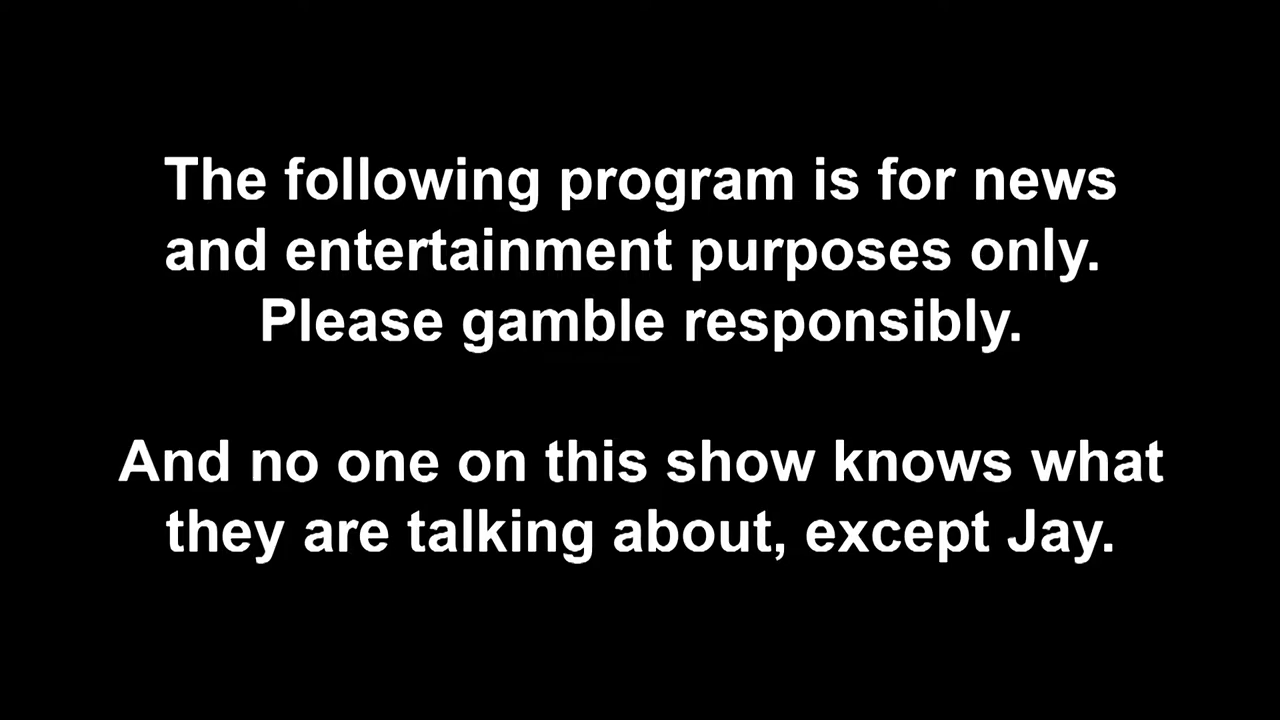 The following program is for news
and entertainment purposes only.
Please gamble responsibly.
And no one on this show knows what
they are talking about, except Jay.